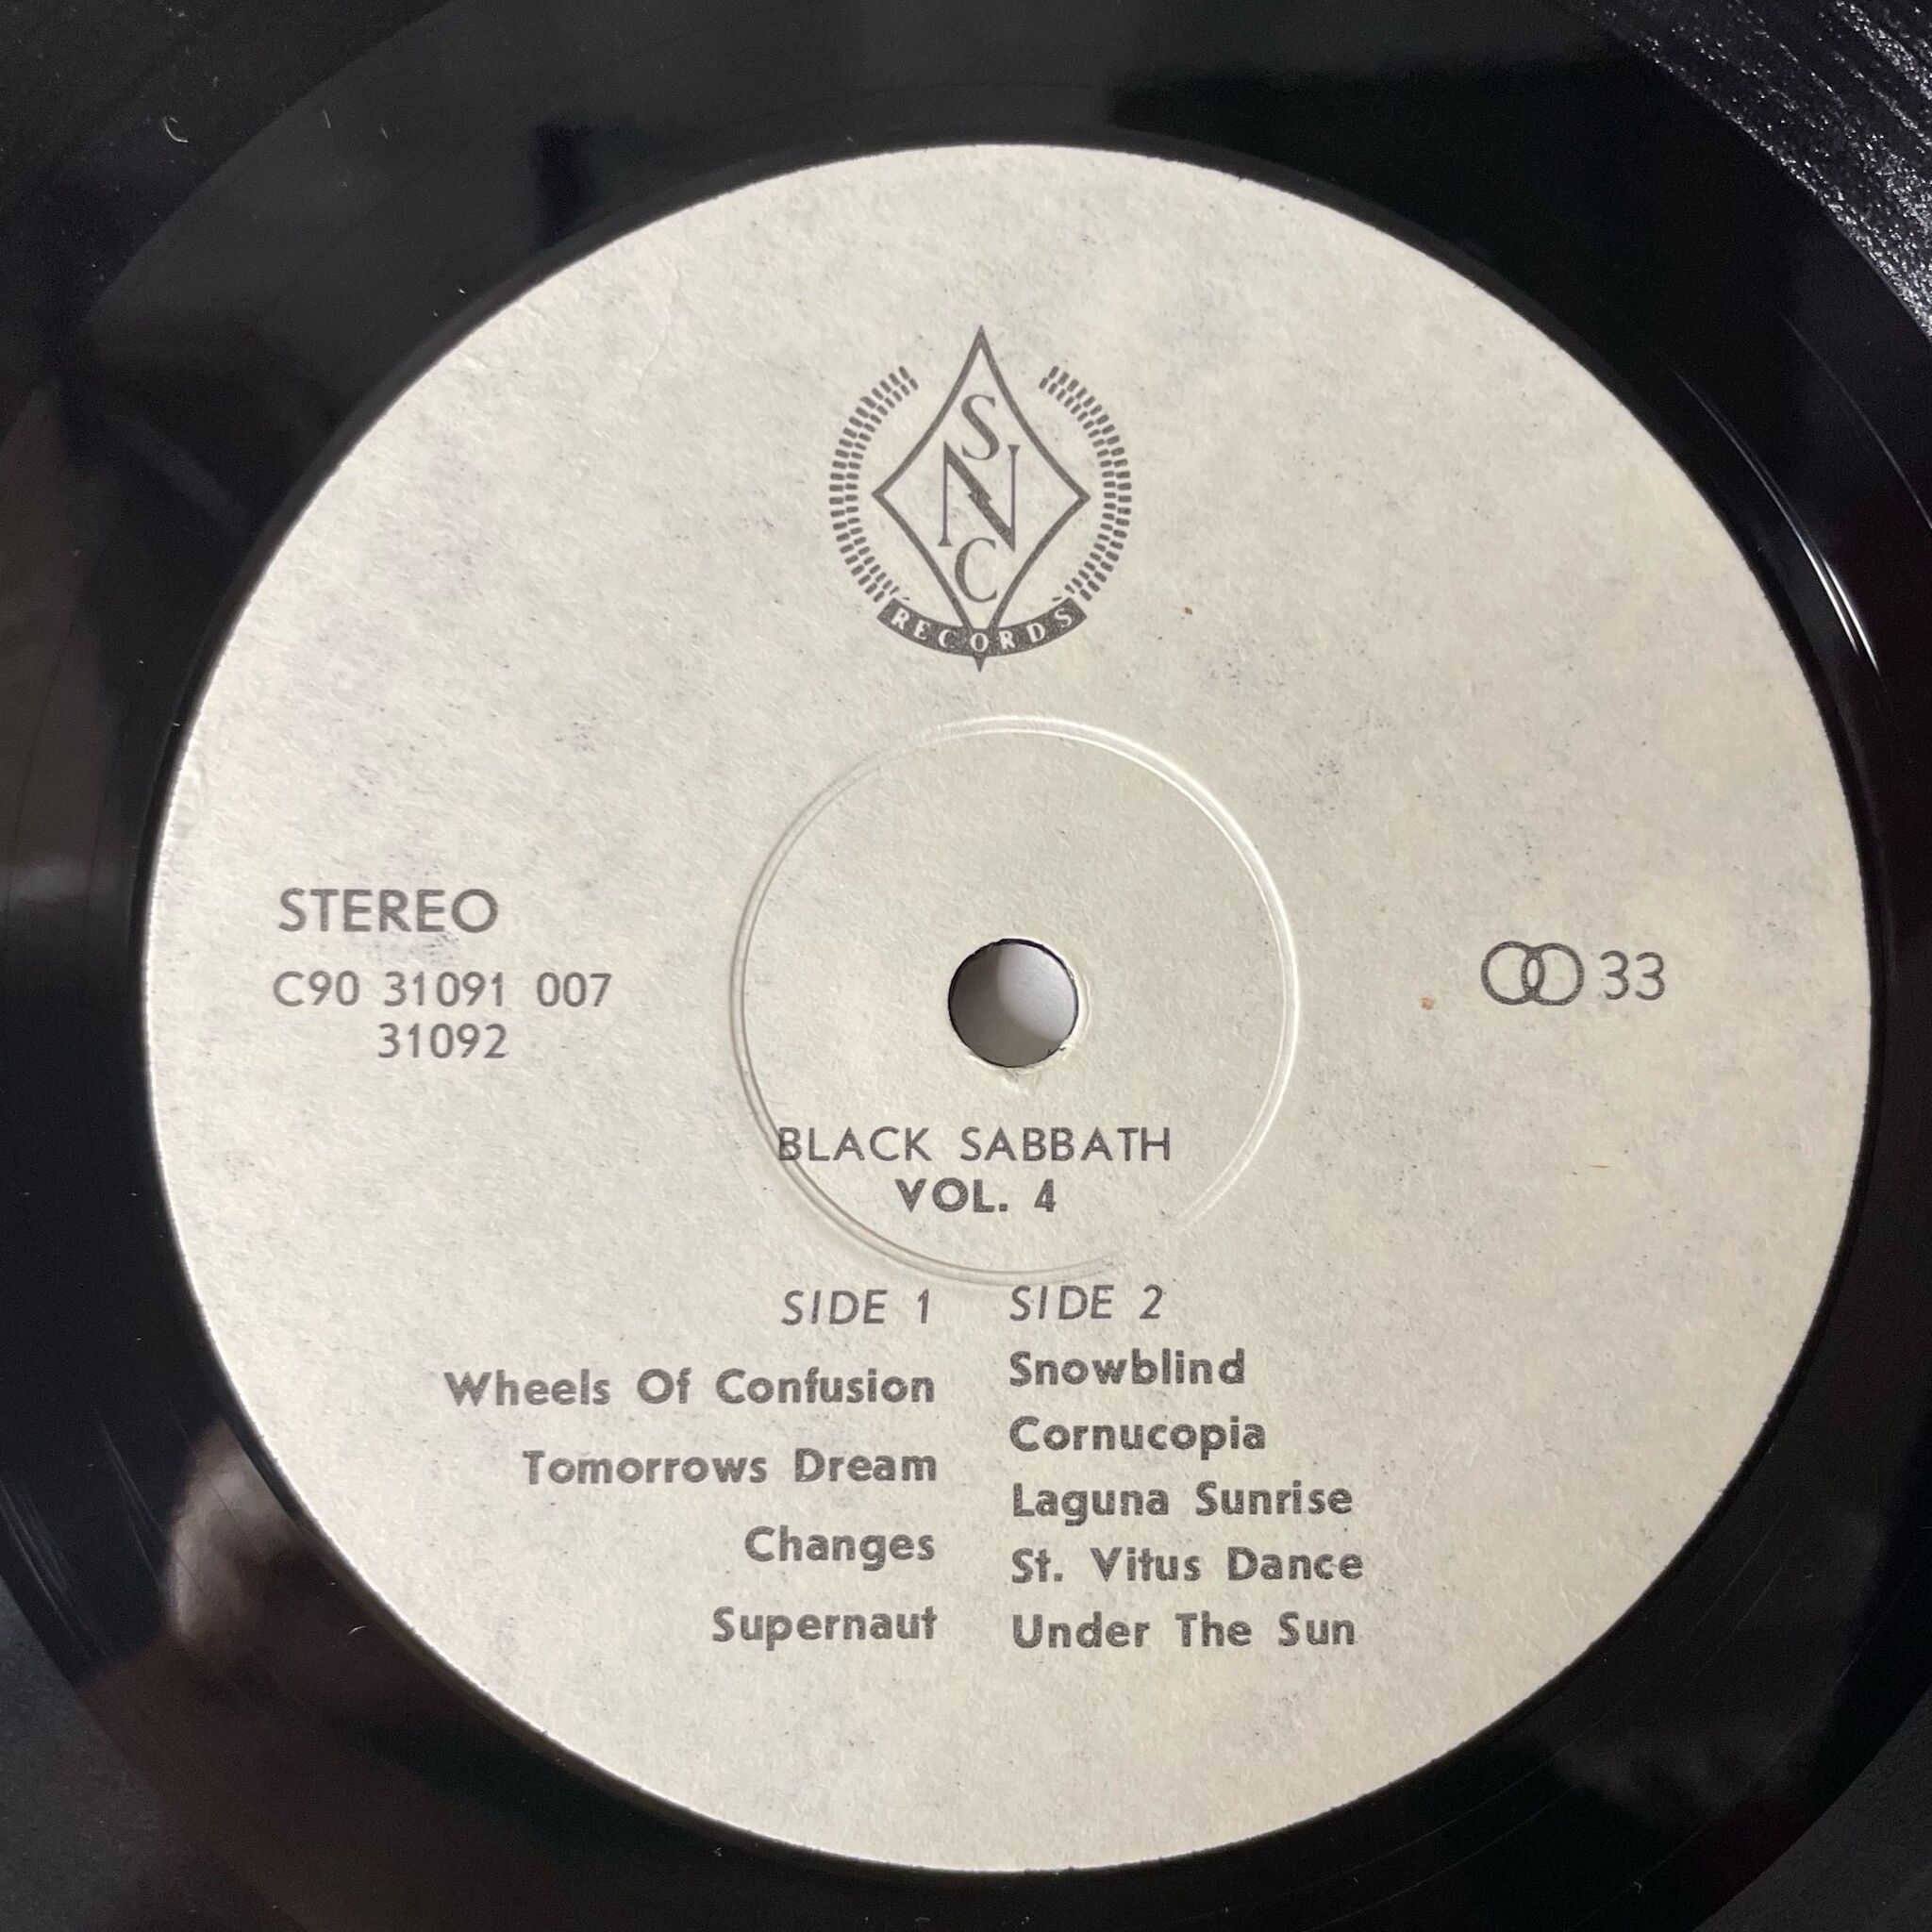 S
N
C
RECORDS
STEREO
C90 31091 007
31092
33
BLACK SABBATH
VOL. 4
SIDE 1
Wheels Of Confusion
Tomorrows Dream
Changes
Supernaut
SIDE 2
Snowblind
Cornucopia
Laguna Sunrise
St. Vitus Dance
Under The Sun